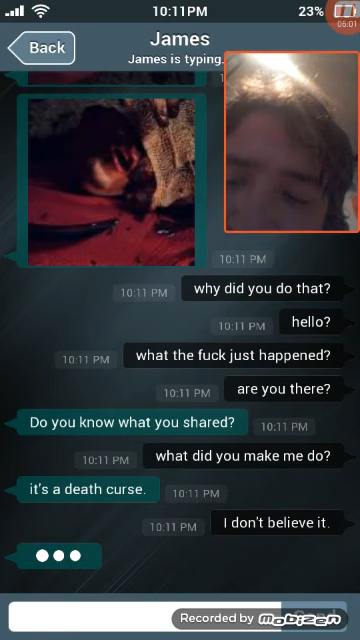 10:11PM
23%
06:01
Back
James
James is typing.
10:11 PM
why did you do that?
10:11 PM
hello?
10:11 PM
what the fuck just happened?
10:11 PM
are you there?
10:11 PM
Do you know what you shared?
10:11 PM
what did you make me do?
10:11 PM
it's a death curse.
10:11 PM
I don't believe it.
10:11 PM
Recorded by MOBIZEN